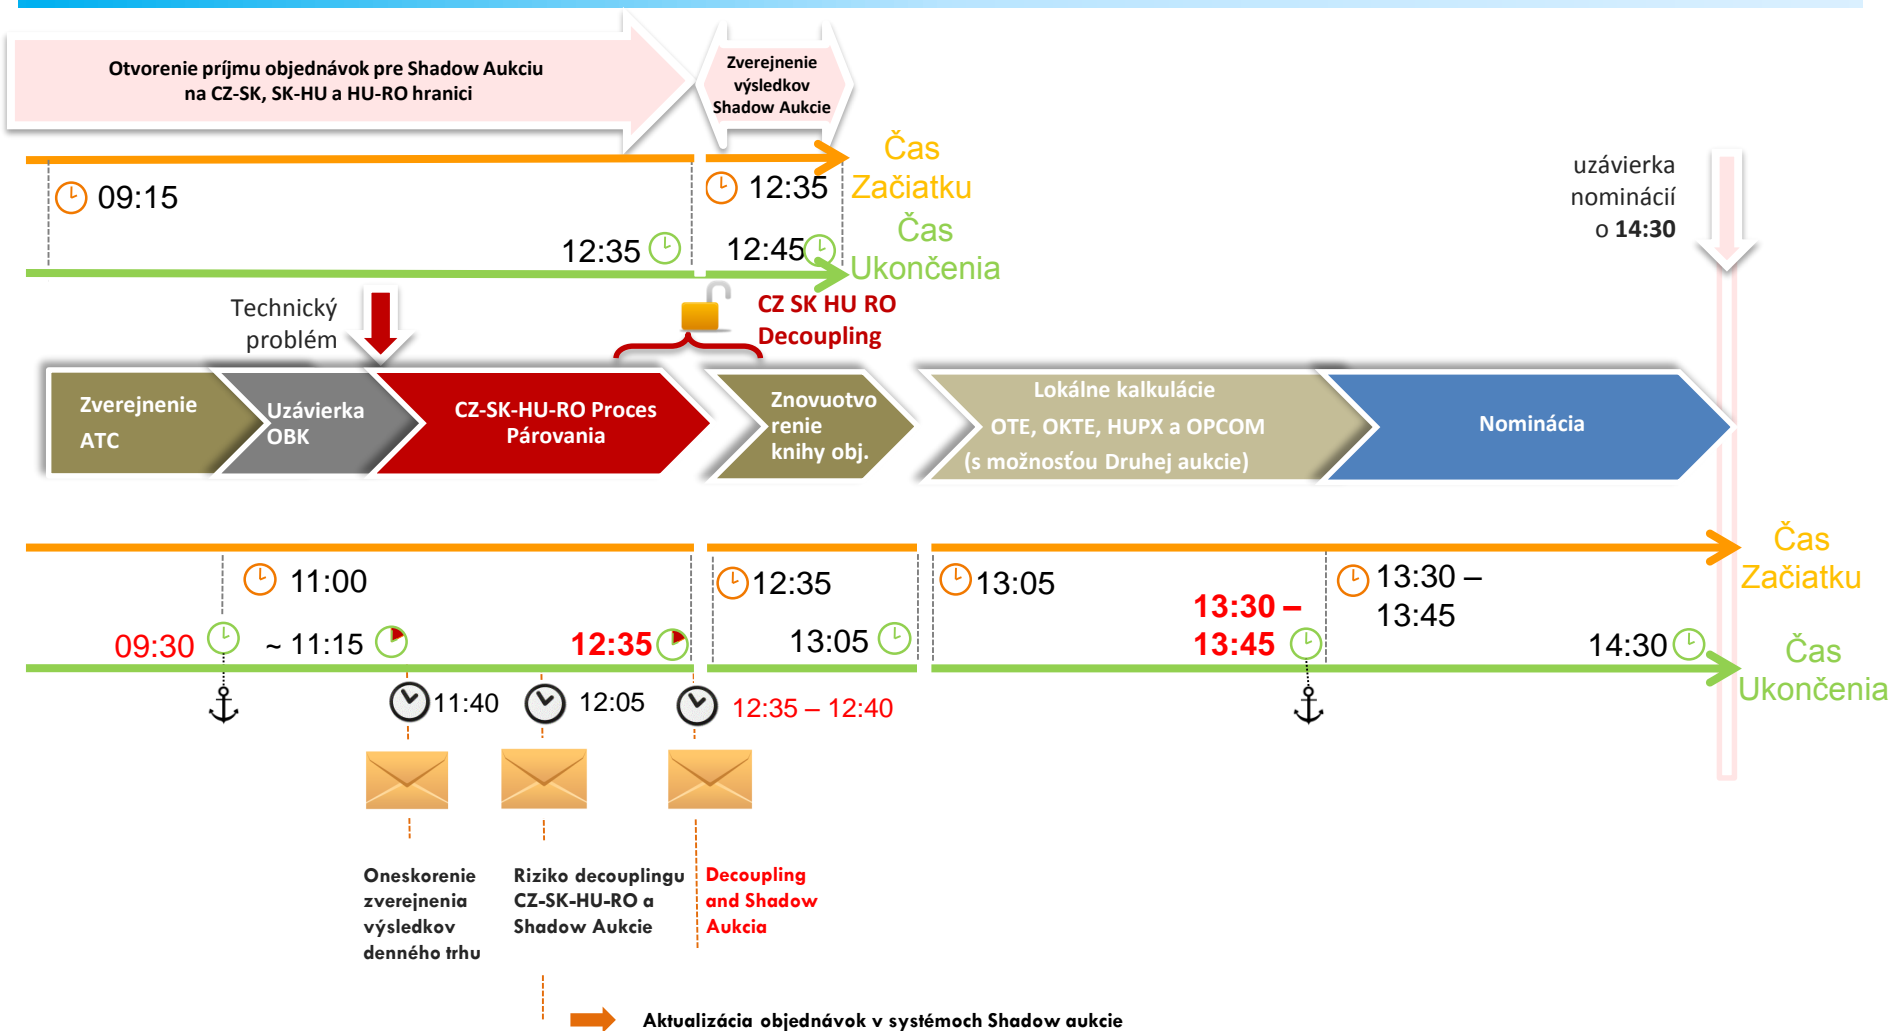 Otvorenie príjmu objednávok pre Shadow Aukciu
na CZ-SK, SK-HU a HU-RO hranici
Zverejnenie
výsledkov
Shadow Aukcie
Čas
Začiatku
09:15
12:35
12:35
12:45
Čas
Ukončenia
uzávierka
nominácií
o 14:30
Technický
problém
CZ SK HU RO
Decoupling
Zverejnenie
ATC
Uzávierka
OBK
CZ-SK-HU-RO Proces
Párovania
Znovuotvo
renie
knihy obj.
Lokálne kalkulácie
OTE, OKTE, HUPX a OPCOM
(s možnosťou Druhej aukcie)
Nominácia
Čas
Začiatku
11:00
12:35
13:05
13:30 –
13:45
09:30
~ 11:15
12:35
13:05
13:30 –
13:45
14:30
Čas
Ukončenia
11:40
12:05
12:35 – 12:40
Oneskorenie
zverejnenia
výsledkov
denného trhu
Riziko decouplingu
CZ-SK-HU-RO a
Shadow Aukcie
Decoupling
and Shadow
Aukcia
Aktualizácia objednávok v systémoch Shadow aukcie